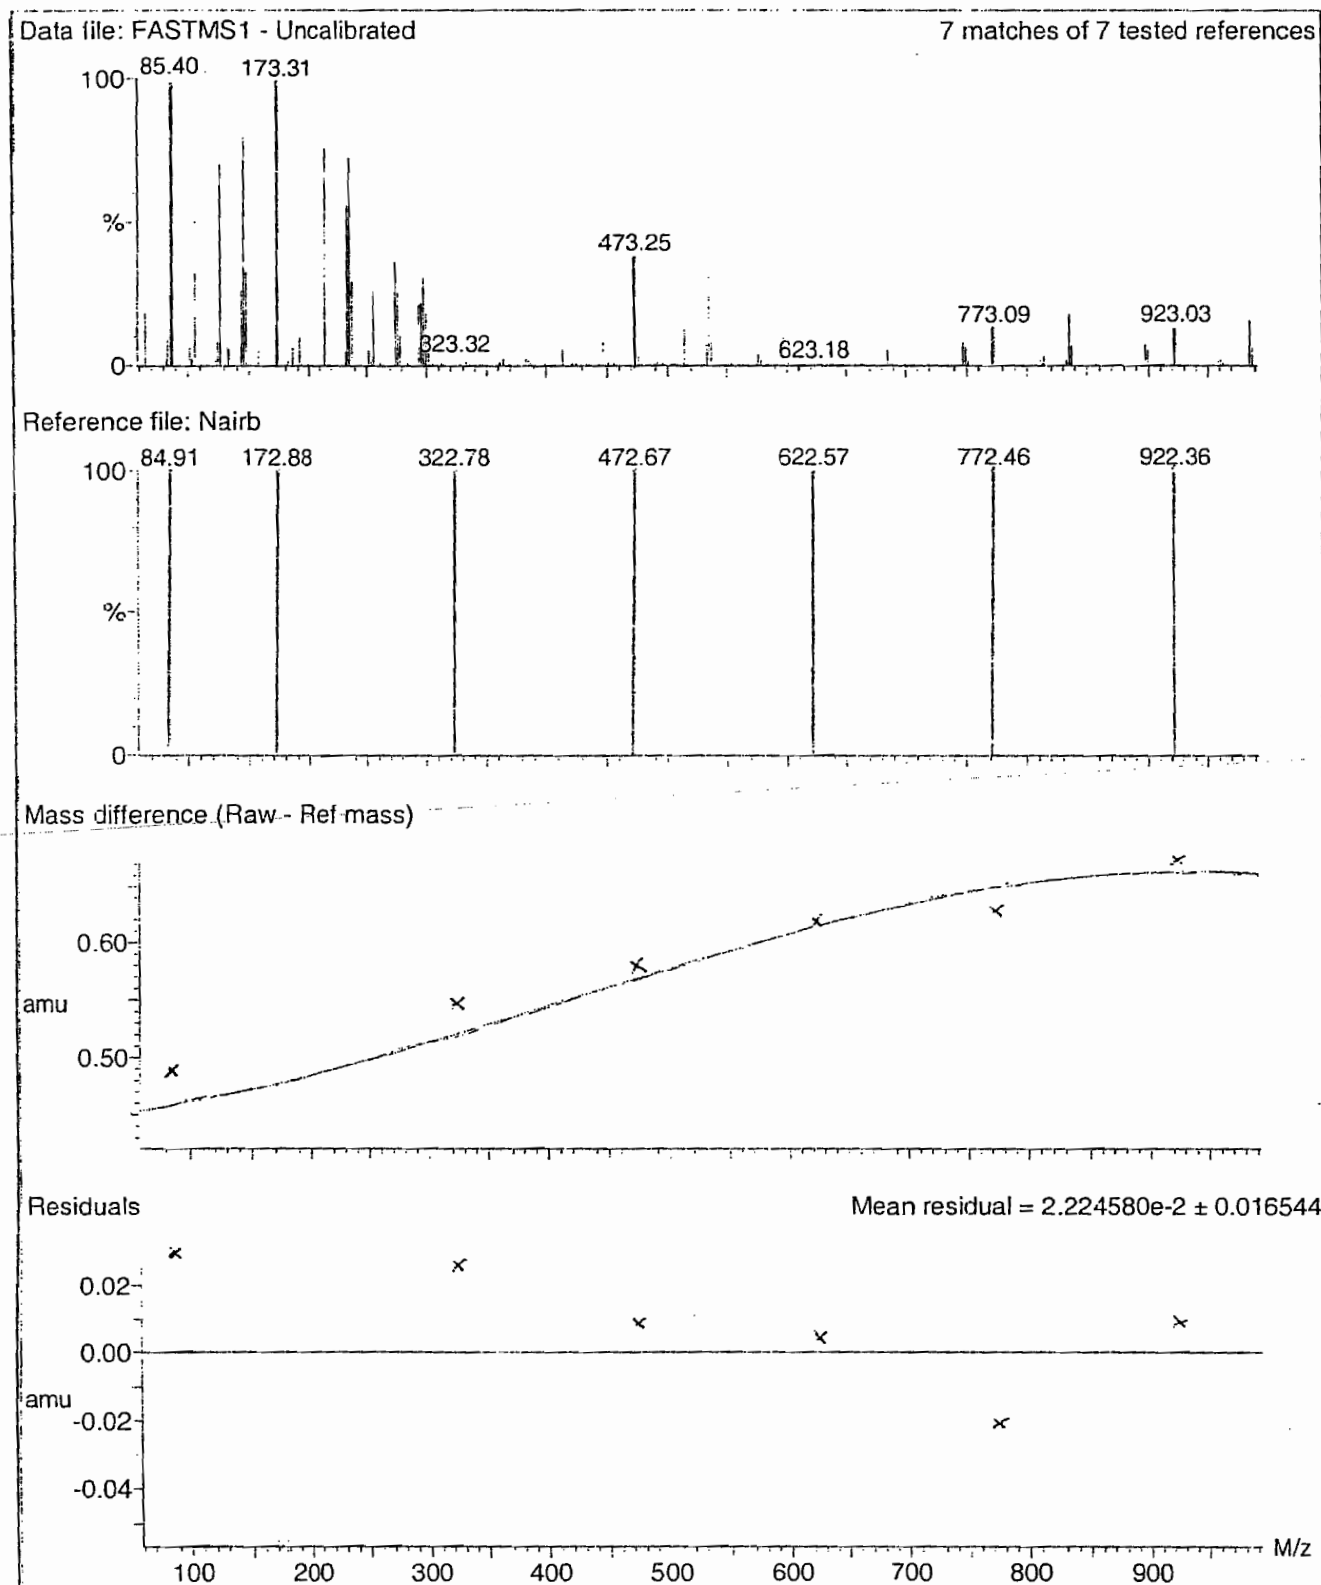 Data file: FASTMS1 - Uncalibrated 7 matches of 7 tested references
85.40 173.31
100
%
473.25
323.32 623.18 773.09 923.03
0
Reference file: Nairb
84.91 172.88 322.78 472.67 622.57 772.46 922.36
100
%
0
Mass difference (Raw - Ref mass)
0.60
amu
0.50
Residuals Mean residual = 2.224580e-2 ± 0.016544
0.02
0.00
amu
-0.02
-0.04
M/z
100 200 300 400 500 600 700 800 900